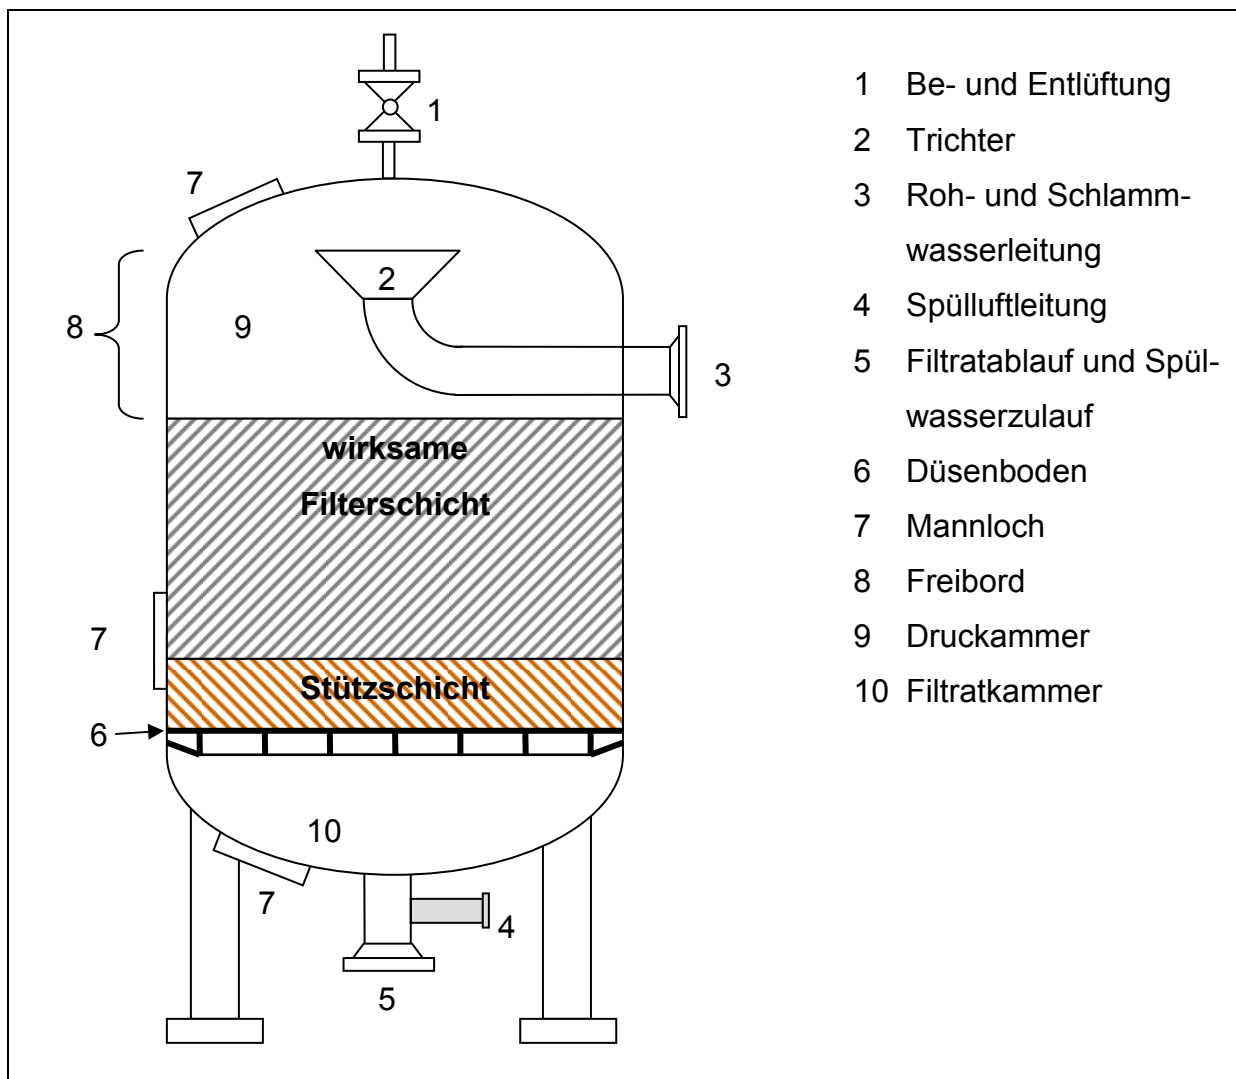 1
7
2
8
9
3
wirksame
Filterschicht
7
Stützschicht
6
10
7
4
5
1 Be- und Entlüftung
2 Trichter
3 Roh- und Schlamm-
wasserleitung
4 Spülluftleitung
5 Filtratablauf und Spül-
wasserzulauf
6 Düsenboden
7 Mannloch
8 Freibord
9 Druckammer
10 Filtratkammer